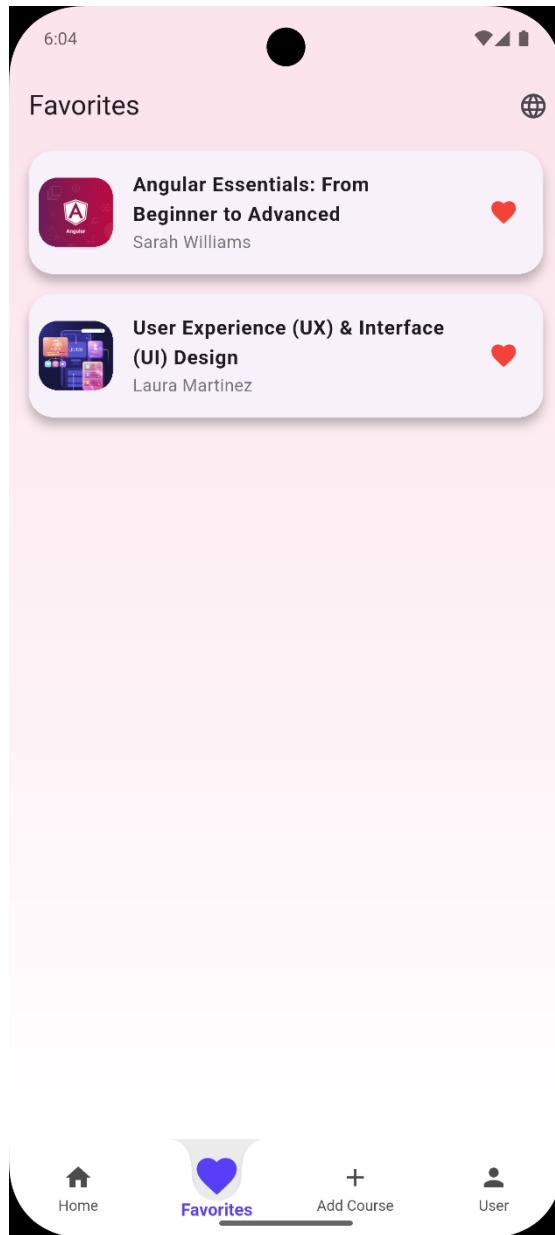 6:04
Favorites
Angular Essentials: From
Beginner to Advanced
Sarah Williams
Angular
User Experience (UX) & Interface
(UI) Design
Laura Martinez
Home
Favorites
Add Course
User